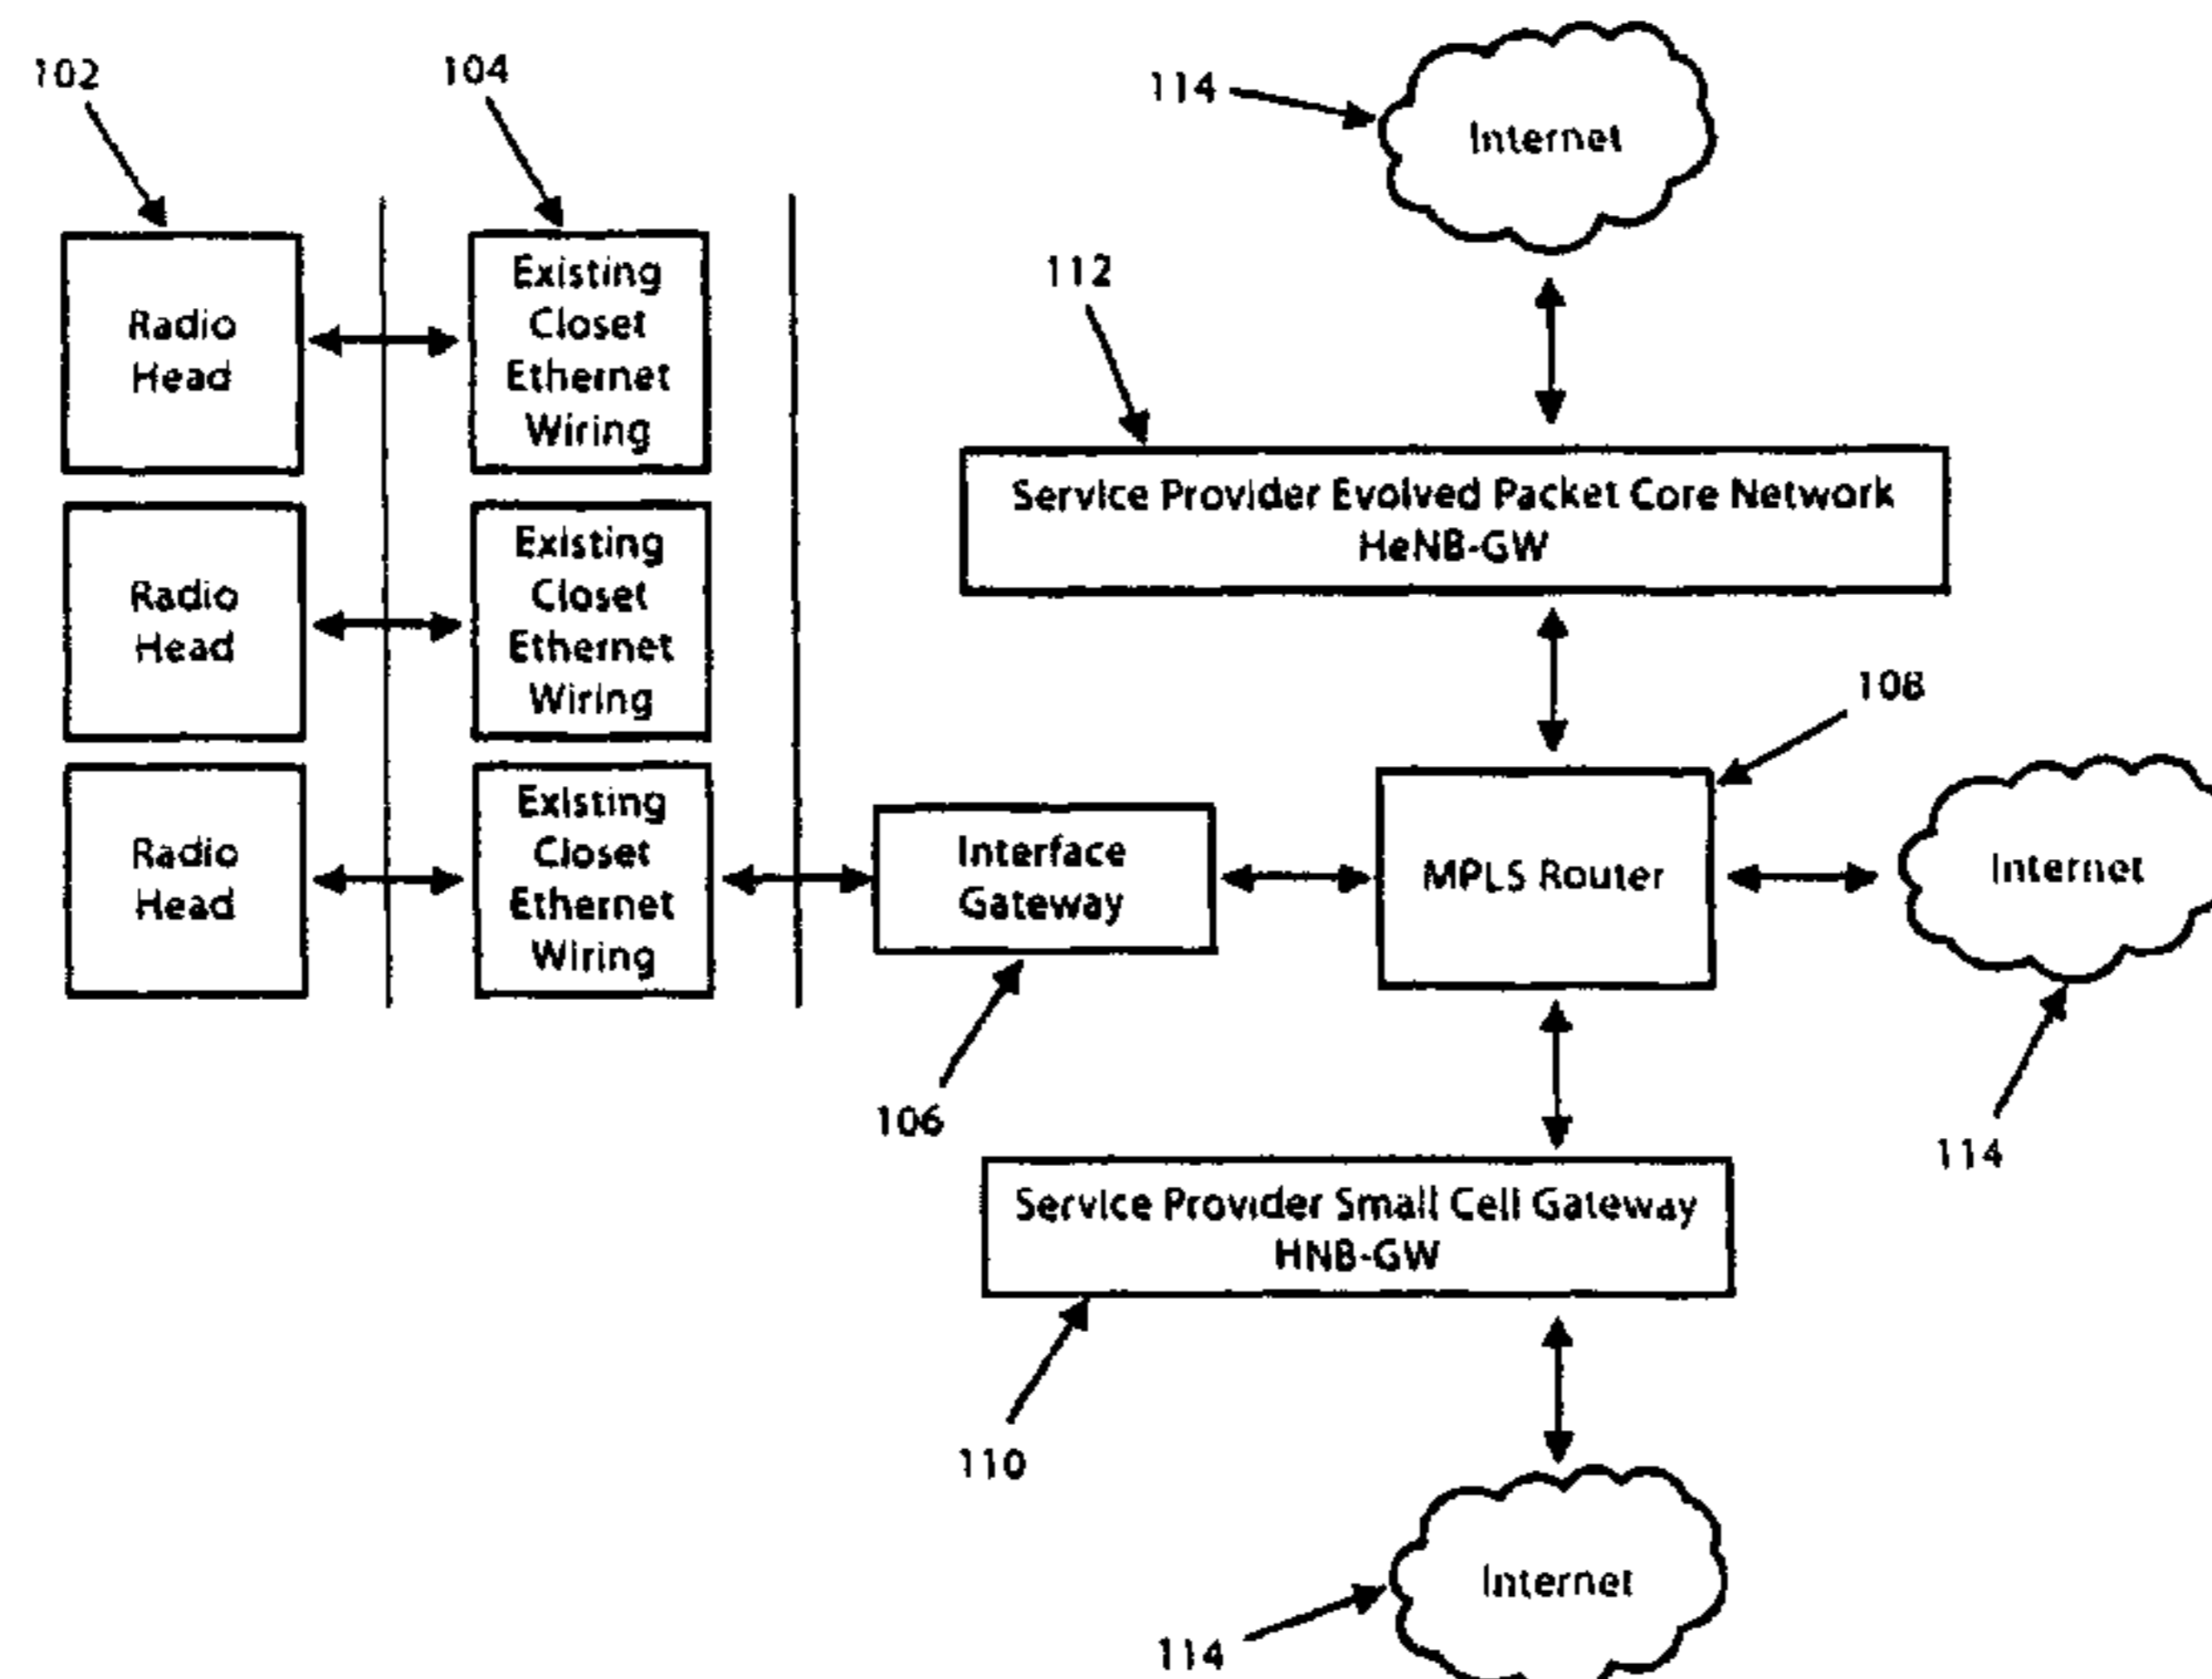 102
104
114
Internet
112
Radio
Head
Existing
Closet
Ethernet
Wiring
Service Provider Evolved Packet Core Network
HeNB-GW
Radio
Head
Existing
Closet
Ethernet
Wiring
108
Radio
Head
Existing
Closet
Ethernet
Wiring
Interface
Gateway
MPLS Router
Internet
106
114
Service Provider Small Cell Gateway
HNB-GW
110
Internet
114